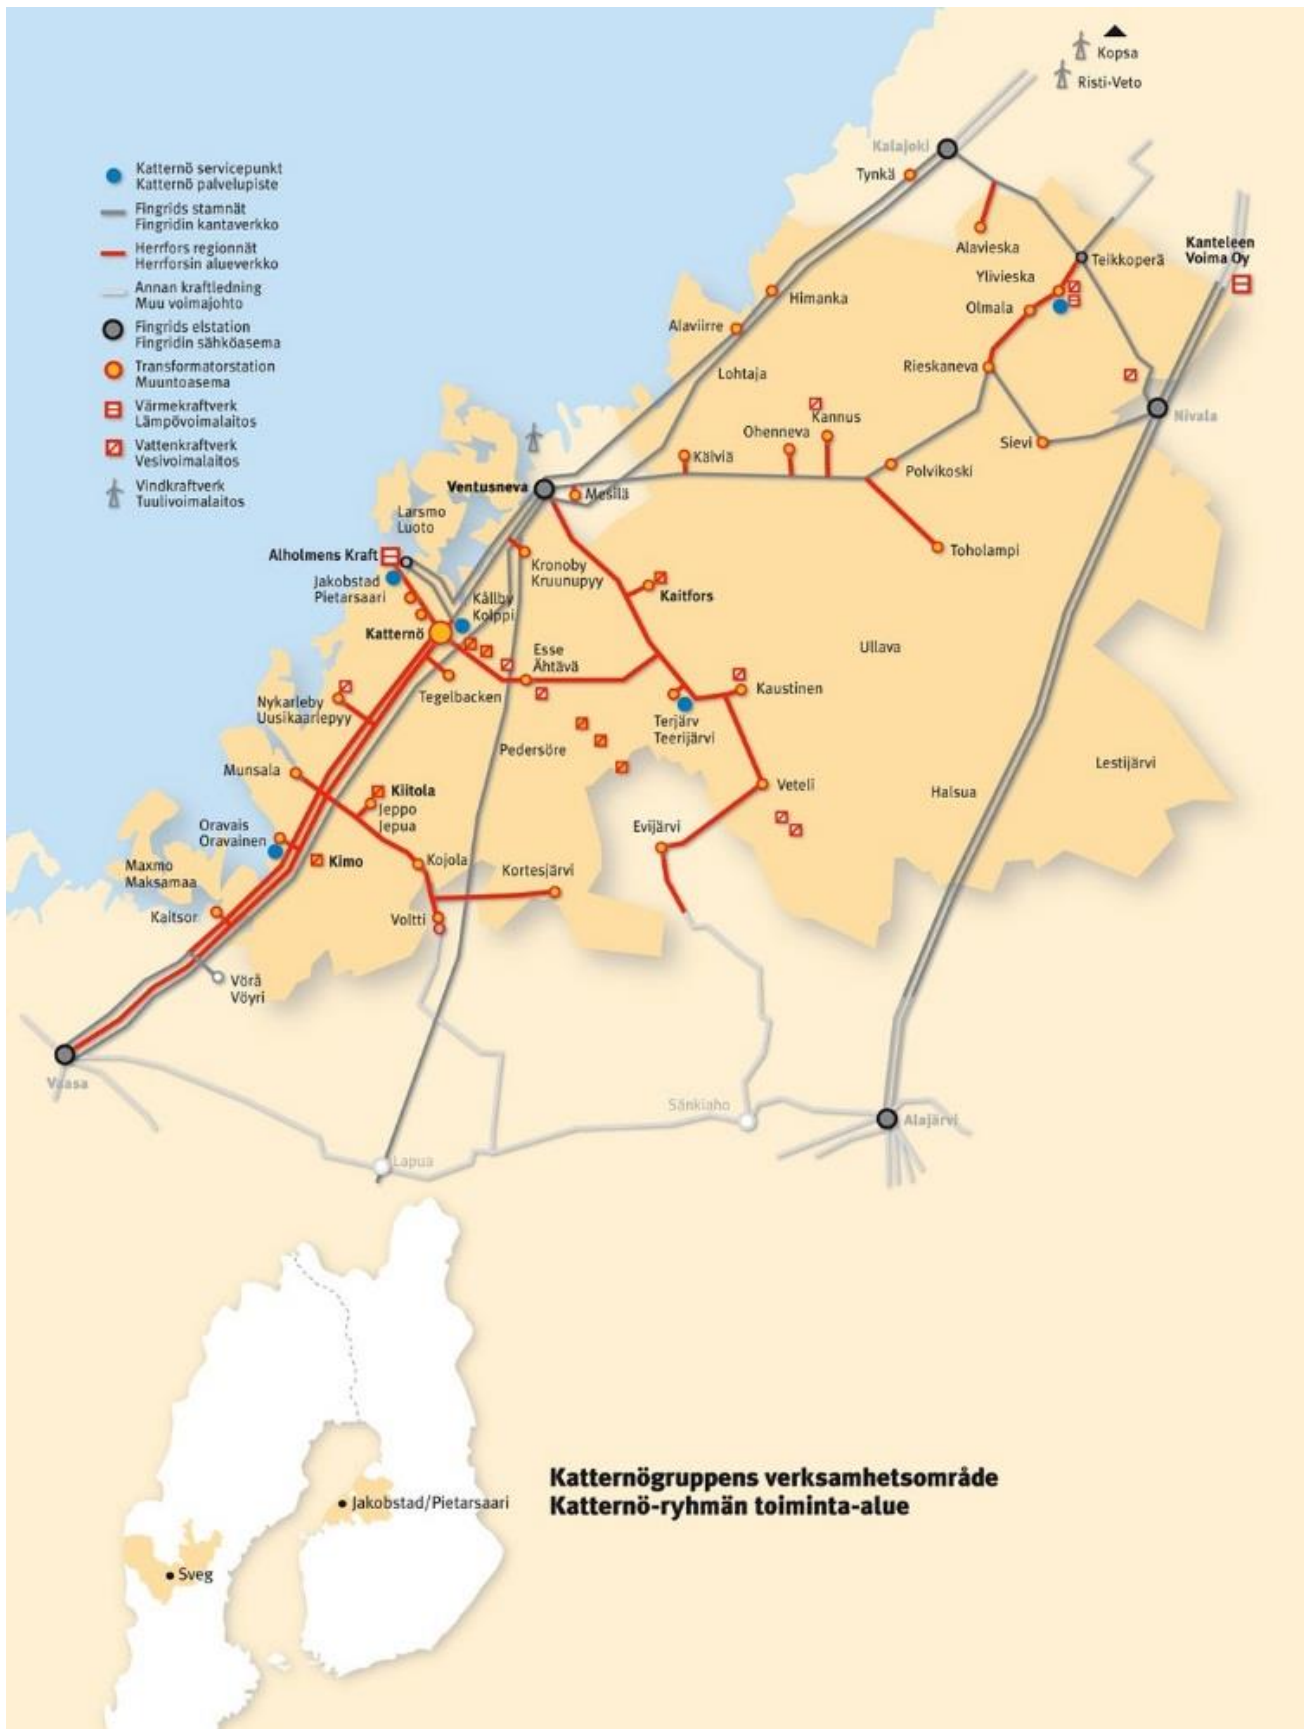 Kopsa
Risti-Veto
Kalajoki
Tynkä
Katternö servicepunkt
Katternö palvelupiste
Fingrids stamnät
Fingridin kantaverkko
Herrfors regionnät
Herrforsin alueverkko
Annan kraftledning
Muu voimajohto
Fingrids elstation
Fingridin sähköasema
Transformatorstation
Muuntoasema
Värmekraftverk
Lämpövoimalaitos
Vattenkraftverk
Vesivoimalaitos
Vindkraftverk
Tuulivoimalaitos
Alavieska
Teikkoperä
Kanteleen
Voima Oy
Ylivieska
Olmala
Himanka
Alaviirre
Lohtaja
Rieskaneva
Kannus
Ohenneva
Nivala
Sievi
Kälviä
Polvikoski
Ventusneva
Mesilä
Larsmo
Luoto
Toholampi
Alholmens Kraft
Jakobstad
Pietarsaari
Kronoby
Kruunupyy
Kaitfors
Kållby
Kolppi
Katternö
Esse
Ähtävä
Ullava
Tegelbacken
Kaustinen
Nykarleby
Uusikaarlepyy
Terjärv
Teerijärvi
Pedersöre
Lestijärvi
Munsala
Veteli
Halsua
Kiitola
Jeppo
Jepua
Evijärvi
Oravais
Oravainen
Kimo
Kojola
Kortesjärvi
Maxmo
Maksamaa
Kaitsor
Voltti
Vörå
Vöyri
Vaasa
Sänkiaho
Alajärvi
Lapua
Katternögruppens verksamhetsområde
Katternö-ryhmän toiminta-alue
Jakobstad/Pietarsaari
Sveg